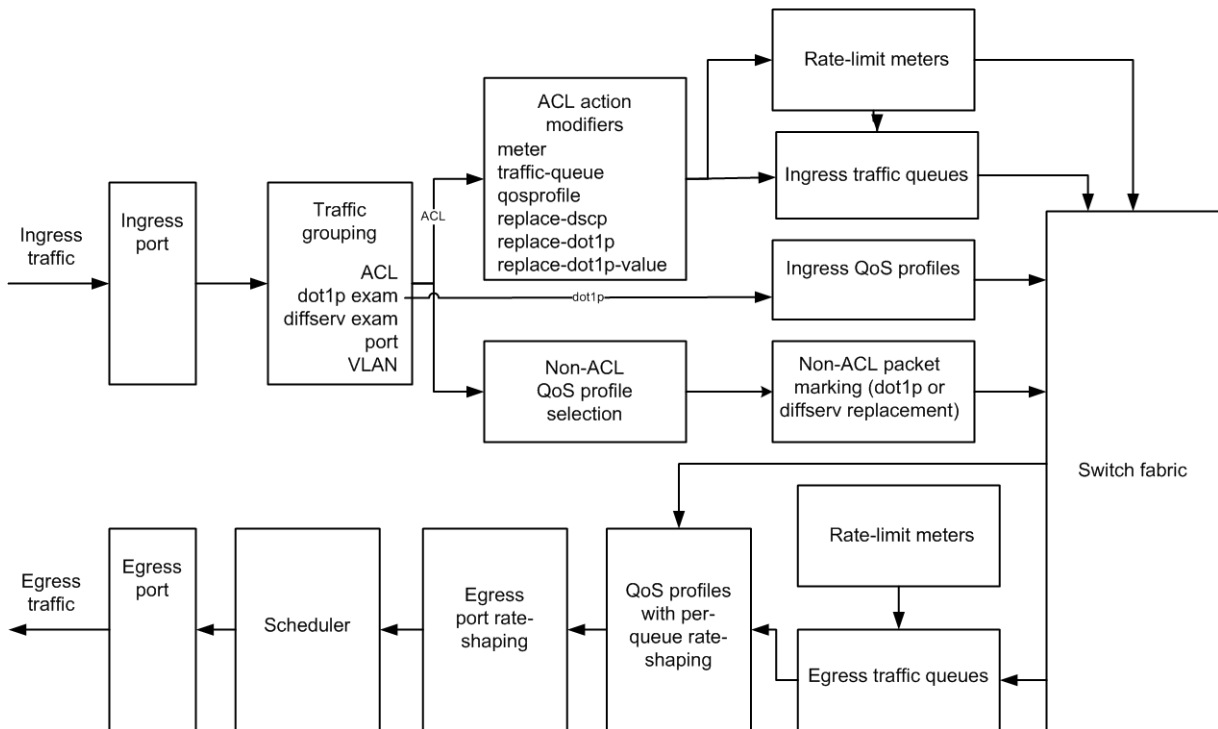 Ingress
traffic
Ingress
port
Traffic
grouping
ACL
dot1p exam
diffserv exam
port
VLAN
ACL
ACL action
modifiers
meter
traffic-queue
qosprofile
replace-dscp
replace-dot1p
replace-dot1p-value
Rate-limit meters
Ingress traffic queues
dot1p
Ingress QoS profiles
Non-ACL
QoS profile
selection
Non-ACL packet
marking (dot1p or
diffserv replacement)
Switch fabric
Egress
traffic
Egress
port
Scheduler
Egress
port rate-
shaping
QoS profiles
with per-
queue rate-
shaping
Rate-limit meters
Egress traffic queues